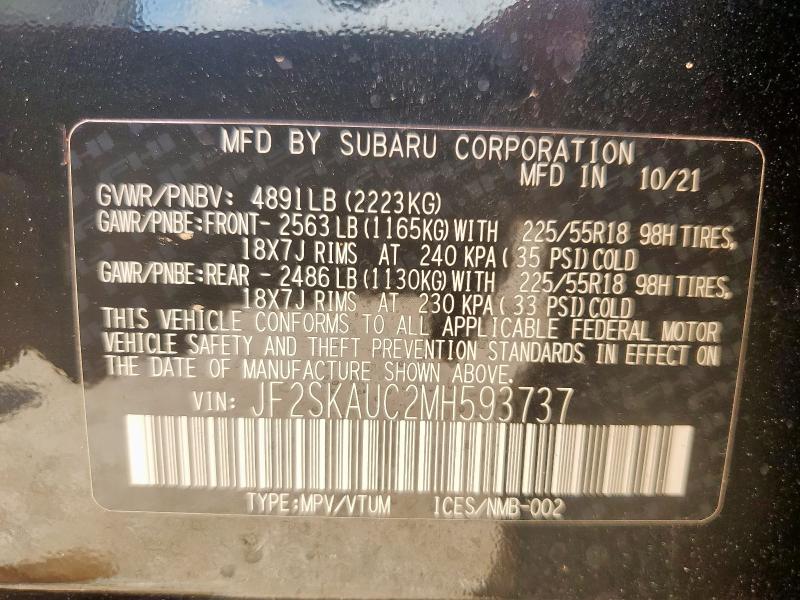 MFD BY SUBARU CORPORATION
MFD IN 10/21
GVWR/PNBV: 4891LB (2223KG)
GAWR/PNBE:FRONT- 2563LB (1165KG) WITH 225/55R18 98H TIRES,
18X7J RIMS AT 240 KPA ( 35 PSI) COLD
GAWR/PNBE:REAR - 2486LB (1130KG) WITH 225/55R18 98H TIRES,
18X7J RIMS AT 230 KPA ( 33 PSI) COLD
THIS VEHICLE CONFORMS TO ALL APPLICABLE FEDERAL MOTOR
VEHICLE SAFETY AND THEFT PREVENTION STANDARDS IN EFFECT ON
THE DATE OF MANUFACTURE SHOWN ABOVE.
VIN: JF2SKAUC2MH593737
TYPE:MPV/VTUM ICES/NMB-002